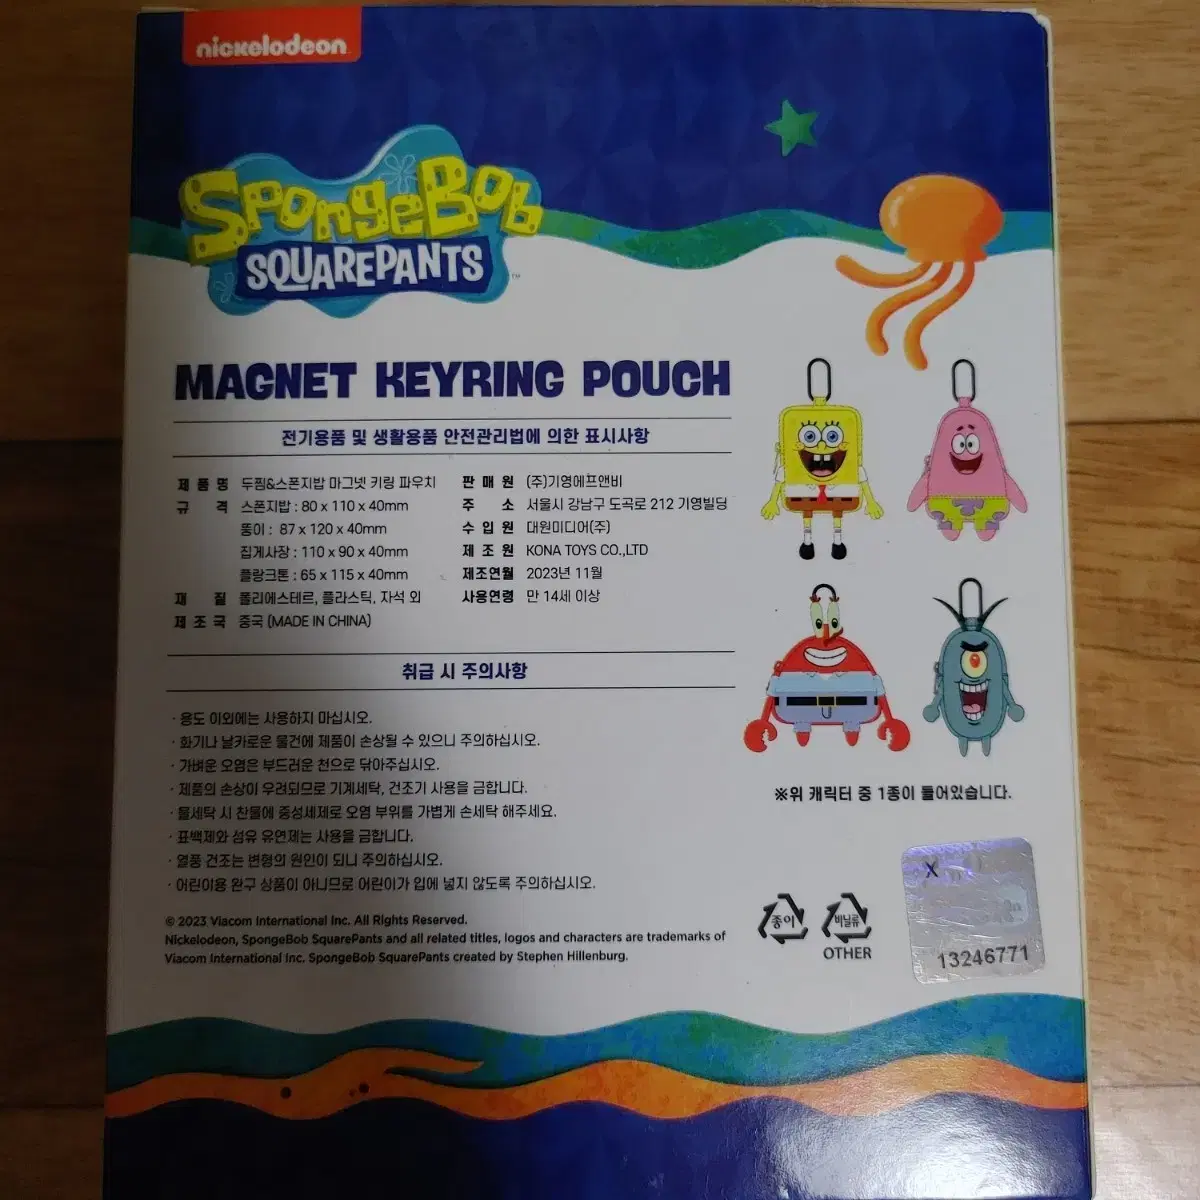 nickelodeon
SPONGEBOB
SQUAREPANTS™
MAGNET KEYRING POUCH
전기용품 및 생활용품 안전관리법에 의한 표시사항
제 품 명 두찜&스폰지밥 마그넷 키링 파우치
규 격 스폰지밥 : 80 x 110 x 40mm
뚱이 : 87 x 120 x 40mm
집게사장 : 110 x 90 x 40mm
플랑크톤 : 65 x 115 x 40mm
재 질 폴리에스테르, 플라스틱, 자석 외
제 조 국 중국 (MADE IN CHINA)
판 매 원 (주)기영에프앤비
주 소 서울시 강남구 도곡로 212 기영빌딩
수 입 원 대원미디어(주)
제 조 원 KONA TOYS CO.,LTD
제조연월 2023년 11월
사용연령 만 14세 이상
취급 시 주의사항
· 용도 이외에는 사용하지 마십시오.
· 화기나 날카로운 물건에 제품이 손상될 수 있으니 주의하십시오.
· 가벼운 오염은 부드러운 천으로 닦아주십시오.
· 제품의 손상이 우려되므로 기계세탁, 건조기 사용을 금합니다.
· 물세탁 시 찬물에 중성세제로 오염 부위를 가볍게 손세탁 해주세요.
· 표백제와 섬유 유연제는 사용을 금합니다.
· 열풍 건조는 변형의 원인이 되니 주의하십시오.
· 어린이용 완구 상품이 아니므로 어린이가 입에 넣지 않도록 주의하십시오.
© 2023 Viacom International Inc. All Rights Reserved.
Nickelodeon, SpongeBob SquarePants and all related titles, logos and characters are trademarks of
Viacom International Inc. SpongeBob SquarePants created by Stephen Hillenburg.
※위 캐릭터 중 1종이 들어있습니다.
종이
비닐류
OTHER
X
13246771